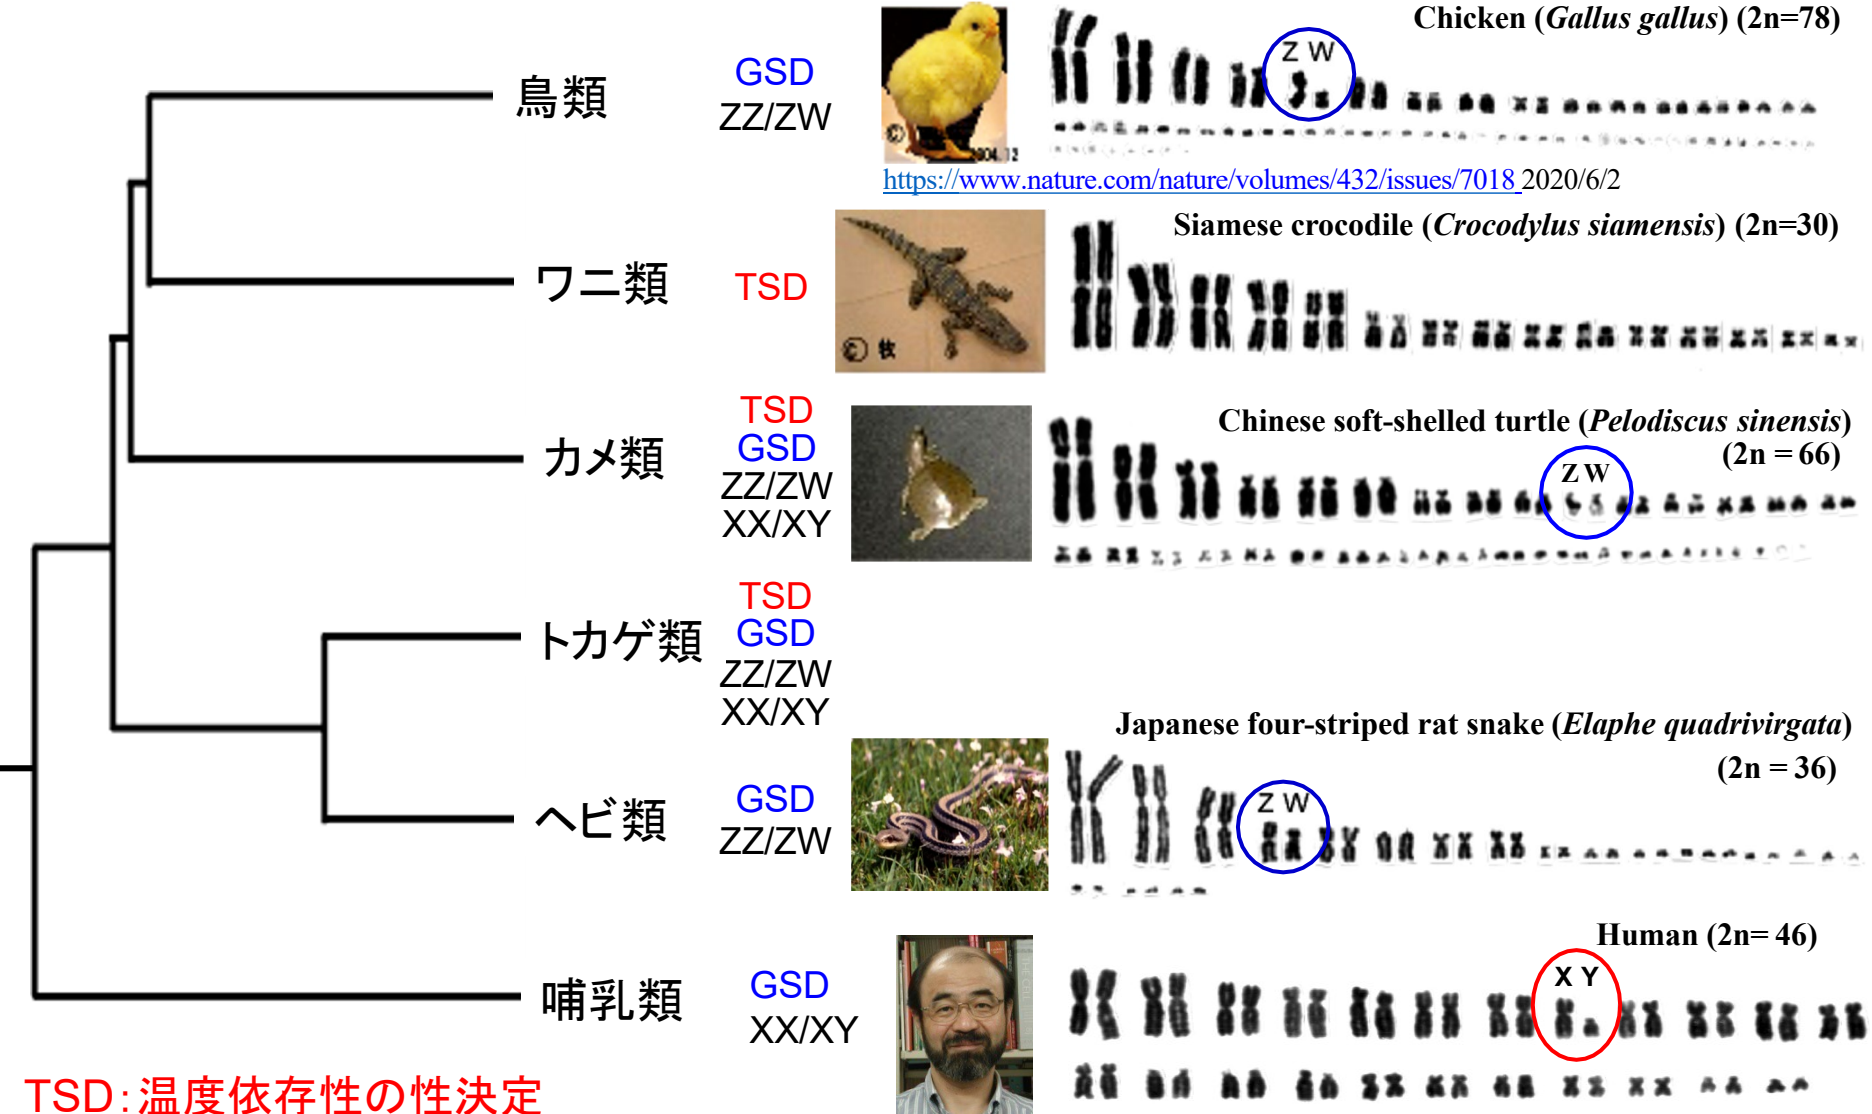 Chicken (Gallus gallus) (2n=78)
鳥類
GSD
ZZ/ZW
Z W
©
2004.12
https://www.nature.com/nature/volumes/432/issues/7018 2020/6/2
Siamese crocodile (Crocodylus siamensis) (2n=30)
ワニ類
TSD
© 牧
Chinese soft-shelled turtle (Pelodiscus sinensis)
(2n = 66)
カメ類
TSD
GSD
ZZ/ZW
XX/XY
Z W
トカゲ類
TSD
GSD
ZZ/ZW
XX/XY
Japanese four-striped rat snake (Elaphe quadrivirgata)
(2n = 36)
ヘビ類
GSD
ZZ/ZW
Z W
Human (2n= 46)
哺乳類
GSD
XX/XY
X Y
TSD：温度依存性の性決定